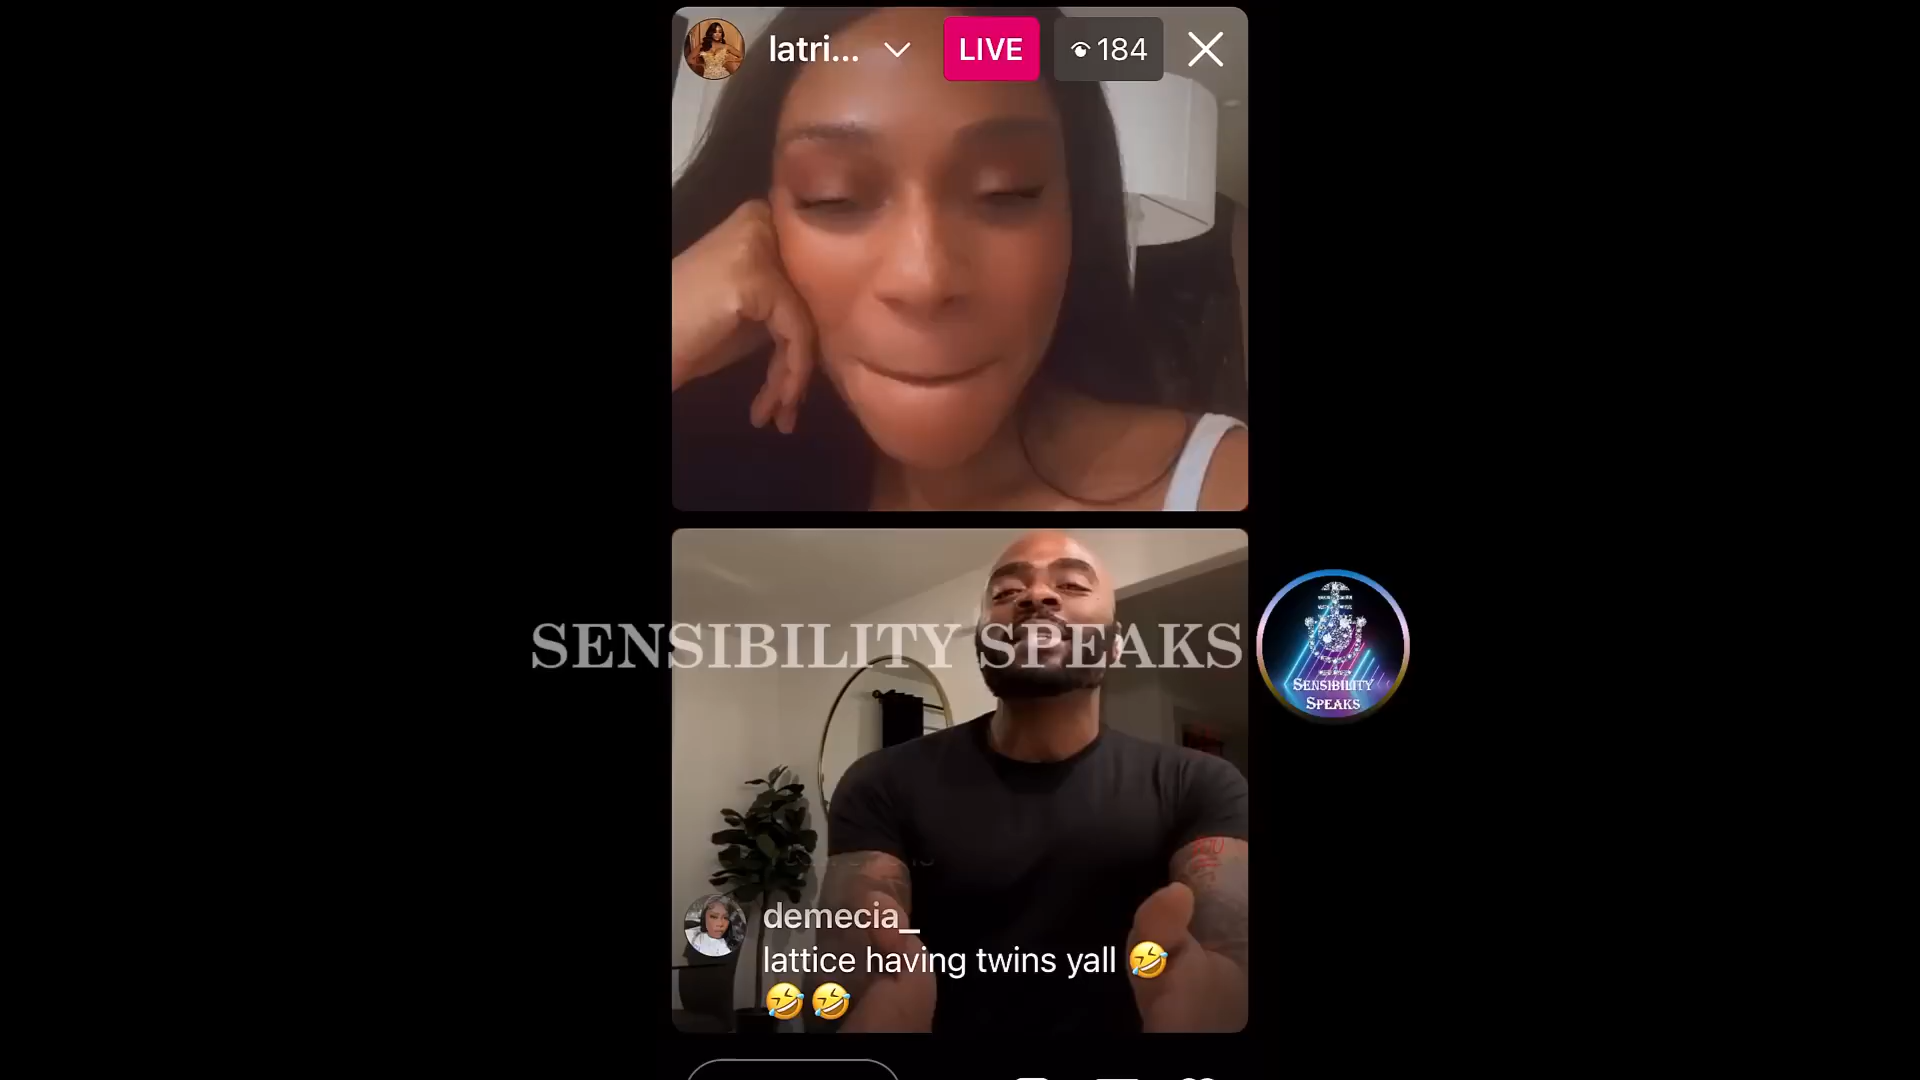 latri...
LIVE
184
SENSIBILITY SPEAKS
SENSIBILITY
SPEAKS
demecia_
lattice having twins yall 🤣
🤣🤣